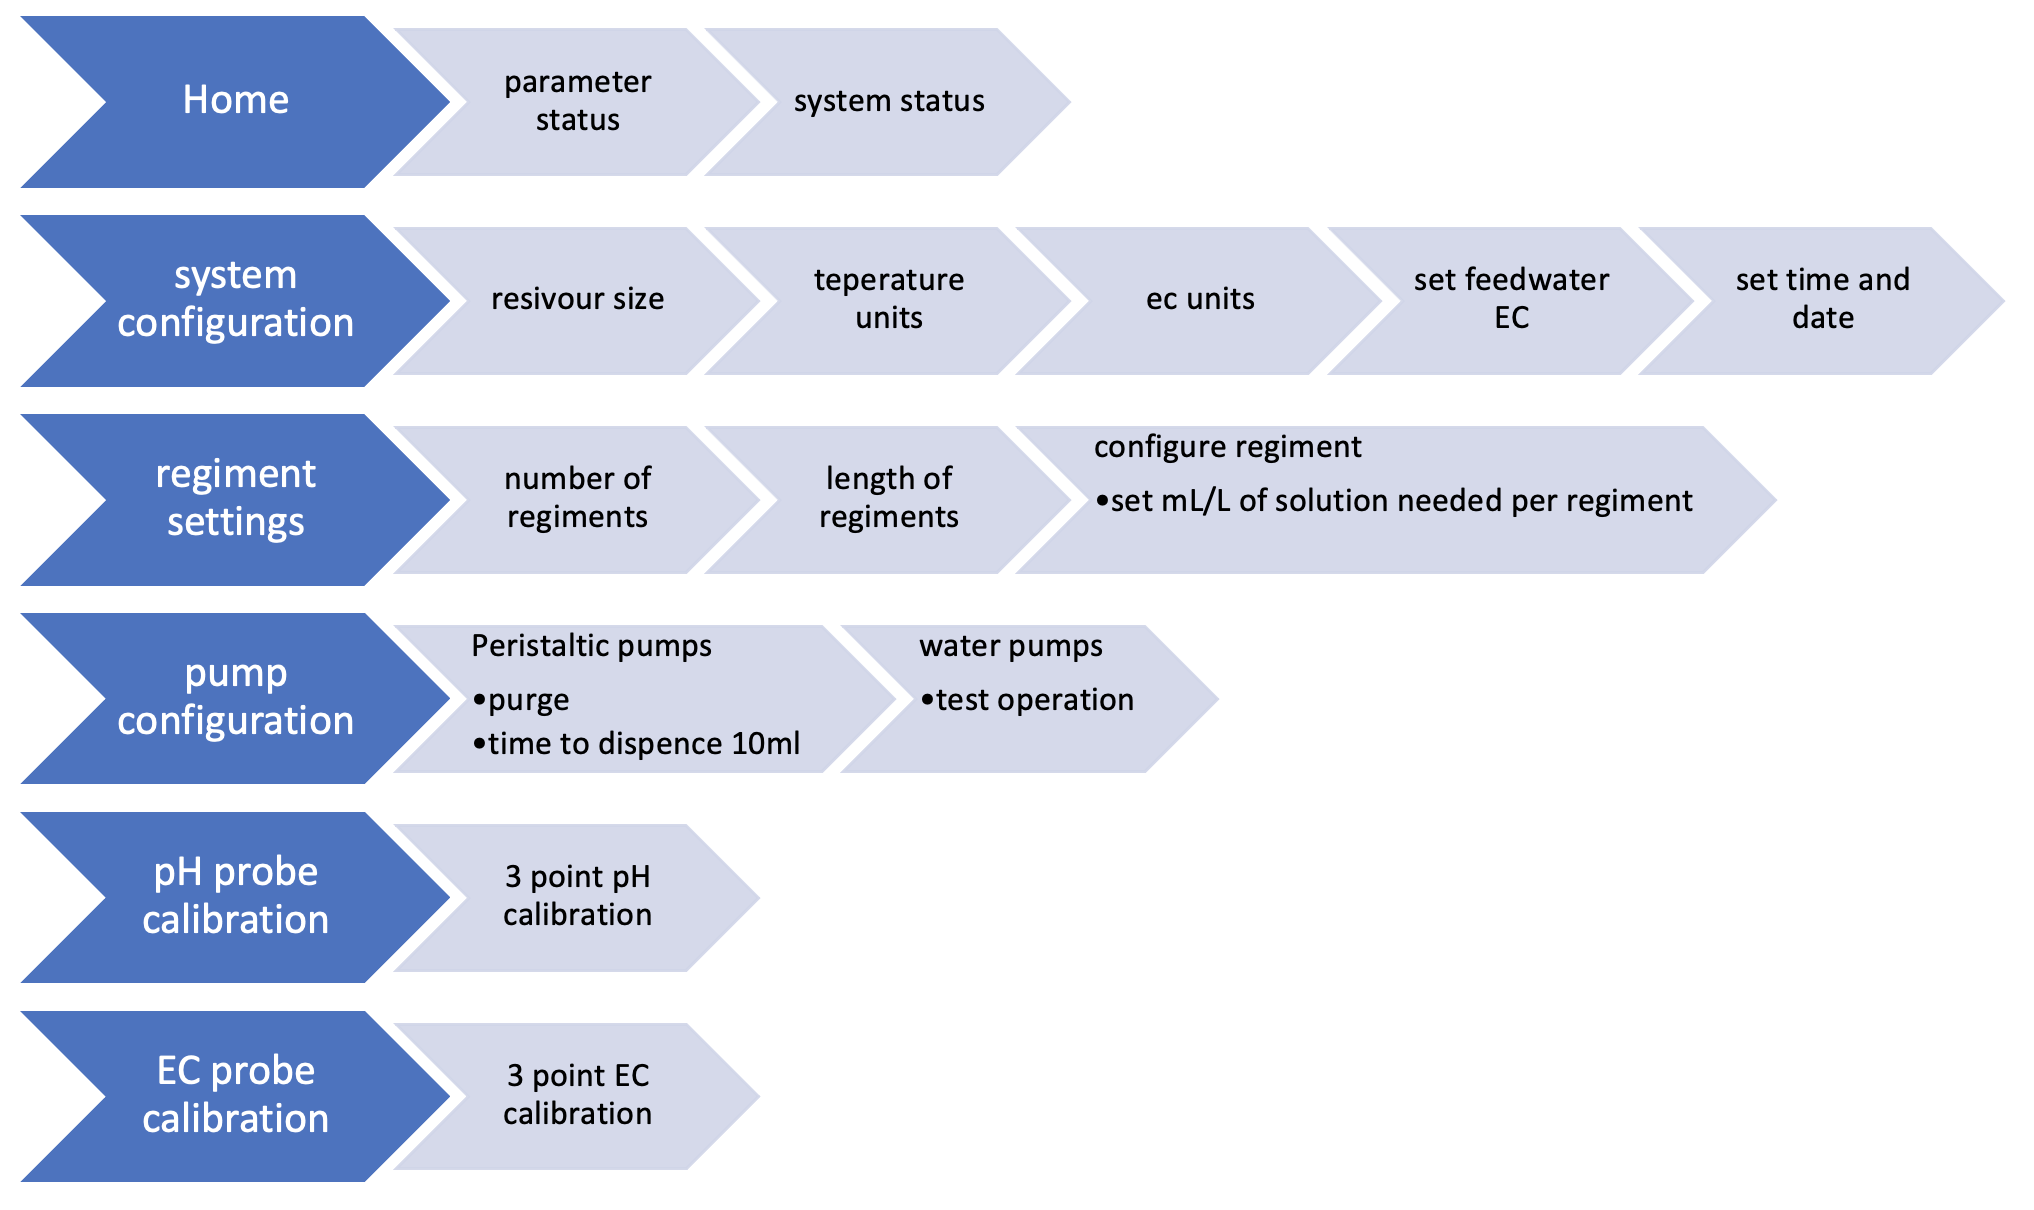 Home
parameter
status
system status
system
configuration
resivour size
teperature
units
ec units
set feedwater
EC
set time and
date
regiment
settings
number of
regiments
length of
regiments
configure regiment
•set mL/L of solution needed per regiment
pump
configuration
Peristaltic pumps
•purge
•time to dispence 10ml
water pumps
•test operation
pH probe
calibration
3 point pH
calibration
EC probe
calibration
3 point EC
calibration